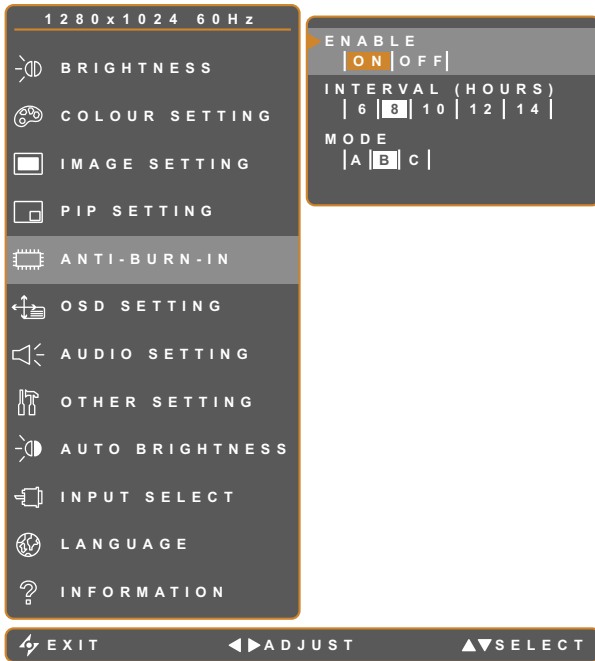 1280x1024 60Hz
BRIGHTNESS
COLOUR SETTING
IMAGE SETTING
PIP SETTING
ANTI-BURN-IN
OSD SETTING
AUDIO SETTING
OTHER SETTING
AUTO BRIGHTNESS
INPUT SELECT
LANGUAGE
INFORMATION
ENABLE
|ON|OFF|
INTERVAL (HOURS)
| 6 |8| 10 | 12 | 14 |
MODE
|A|B|C|
EXIT ◀▶ADJUST ▲▼SELECT